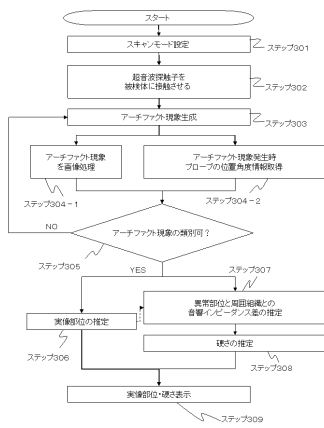 スタート
スキャンモード設定
ステップ301
超音波探触子を
被検体に接触させる
ステップ302
アーチファクト現象生成
ステップ303
アーチファクト現象
を画像処理
アーチファクト現象発生時
プローブの位置角度情報取得
ステップ304－1
ステップ304－2
アーチファクト現象の類別可？
NO
ステップ305
YES
ステップ307
実像部位の推定
異常部位と周囲組織との
音響インピーダンス差の推定
ステップ306
硬さの推定
ステップ308
実像部位・硬さ表示
ステップ309